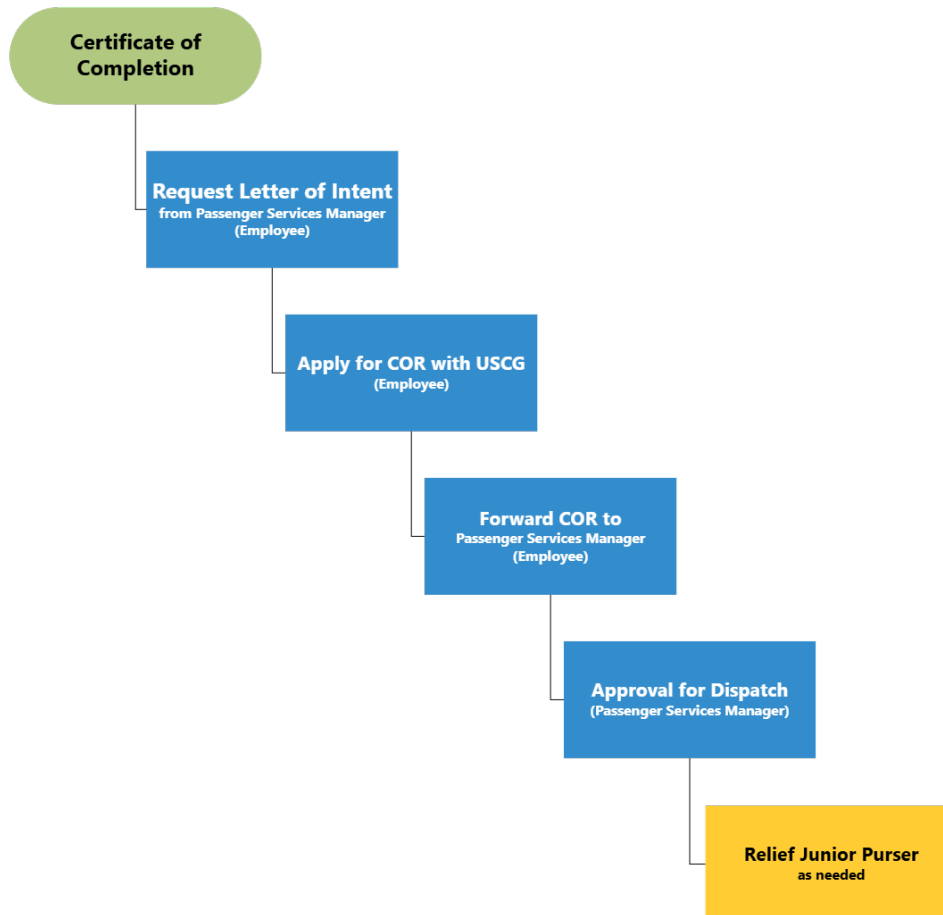 Certificate of
Completion
Request Letter of Intent
from Passenger Services Manager
(Employee)
Apply for COR with USCG
(Employee)
Forward COR to
Passenger Services Manager
(Employee)
Approval for Dispatch
(Passenger Services Manager)
Relief Junior Purser
as needed